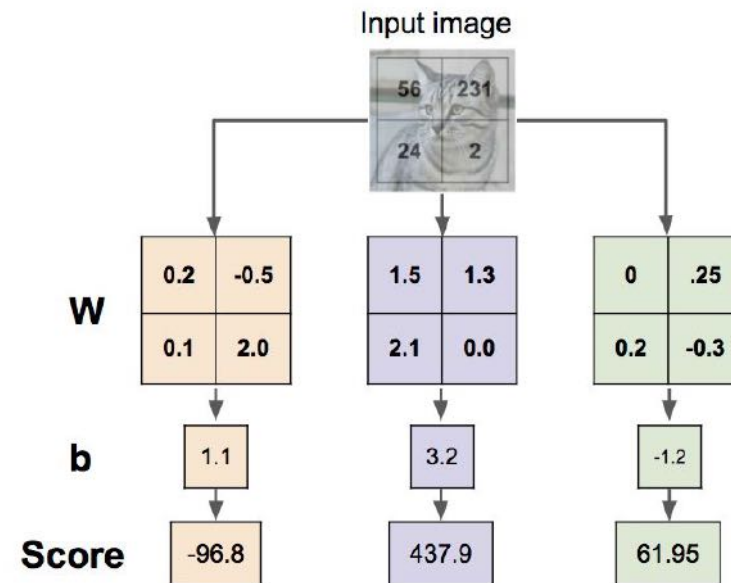 Input image
56 231
24 2
W
0.2 -0.5 1.5 1.3 0 .25
0.1 2.0 2.1 0.0 0.2 -0.3
b 1.1 3.2 -1.2
Score -96.8 437.9 61.95